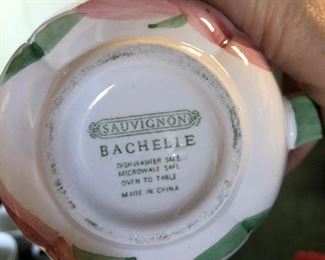 SAUVIGNON
BACHELLE
DISHWASHER SAFE
MICROWAVE SAFE
OVEN TO TABLE
MADE IN CHINA